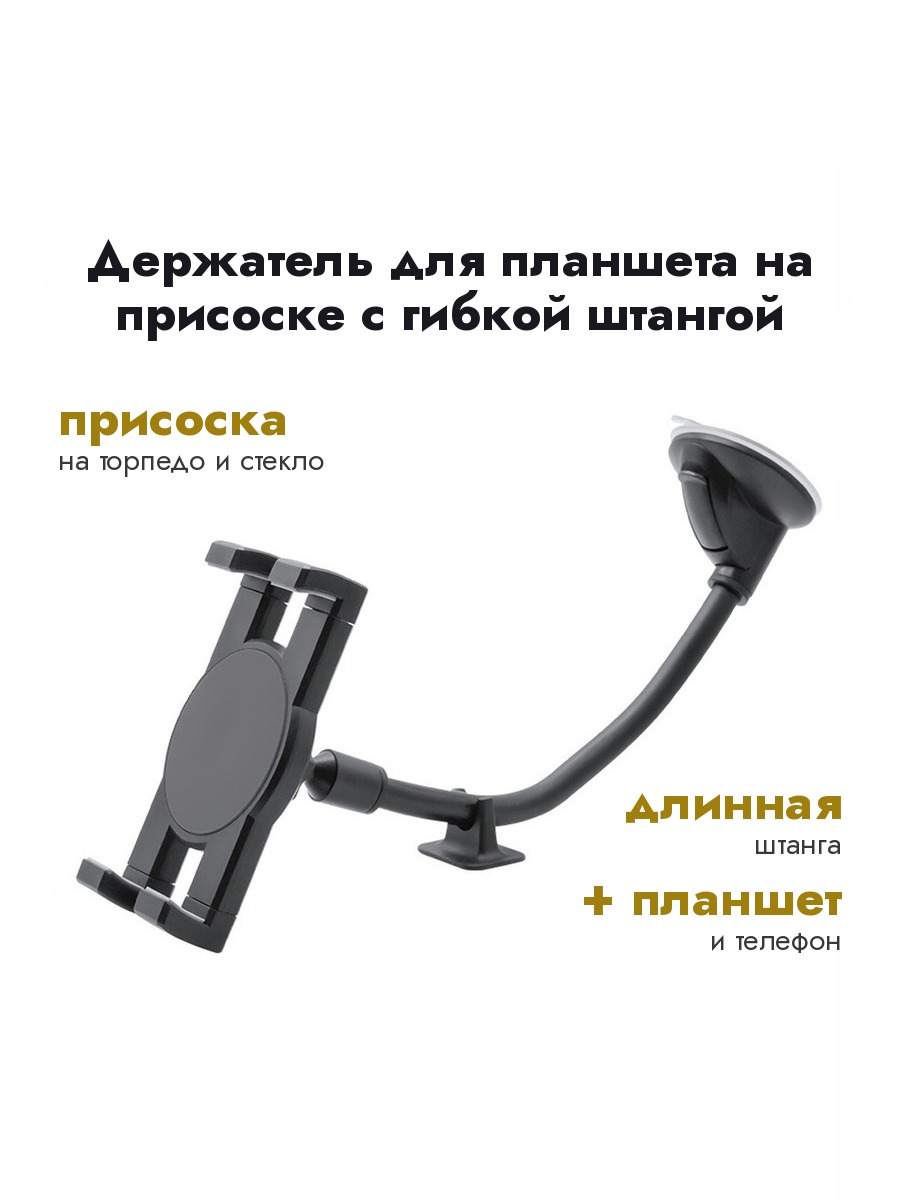 Держатель для планшета на
присоске с гибкой штангой
присоска
на торпедо и стекло
длинная
штанга
+ планшет
и телефон